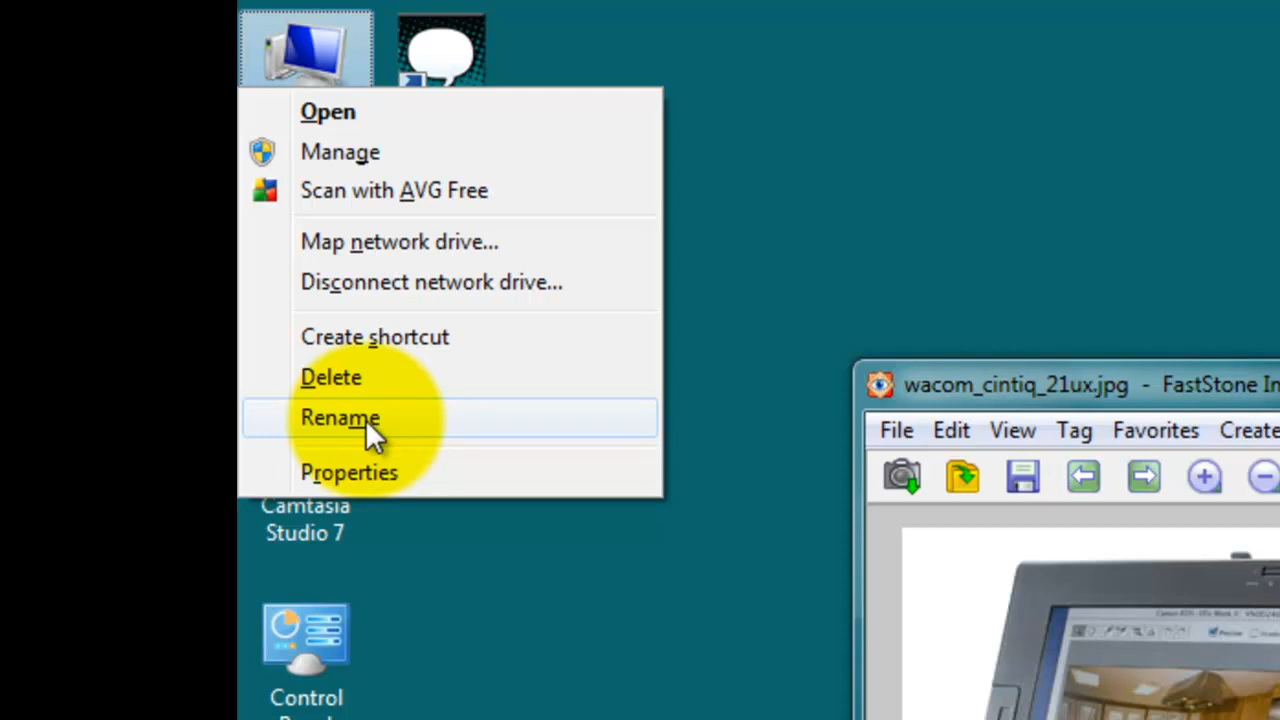 Open
Manage
Scan with AVG Free
Map network drive...
Disconnect network drive...
Create shortcut
Delete
Rename
Properties
Camtasia
Studio 7
Control
wacom_cintiq_21ux.jpg - FastStone
File Edit View Tag Favorites Create